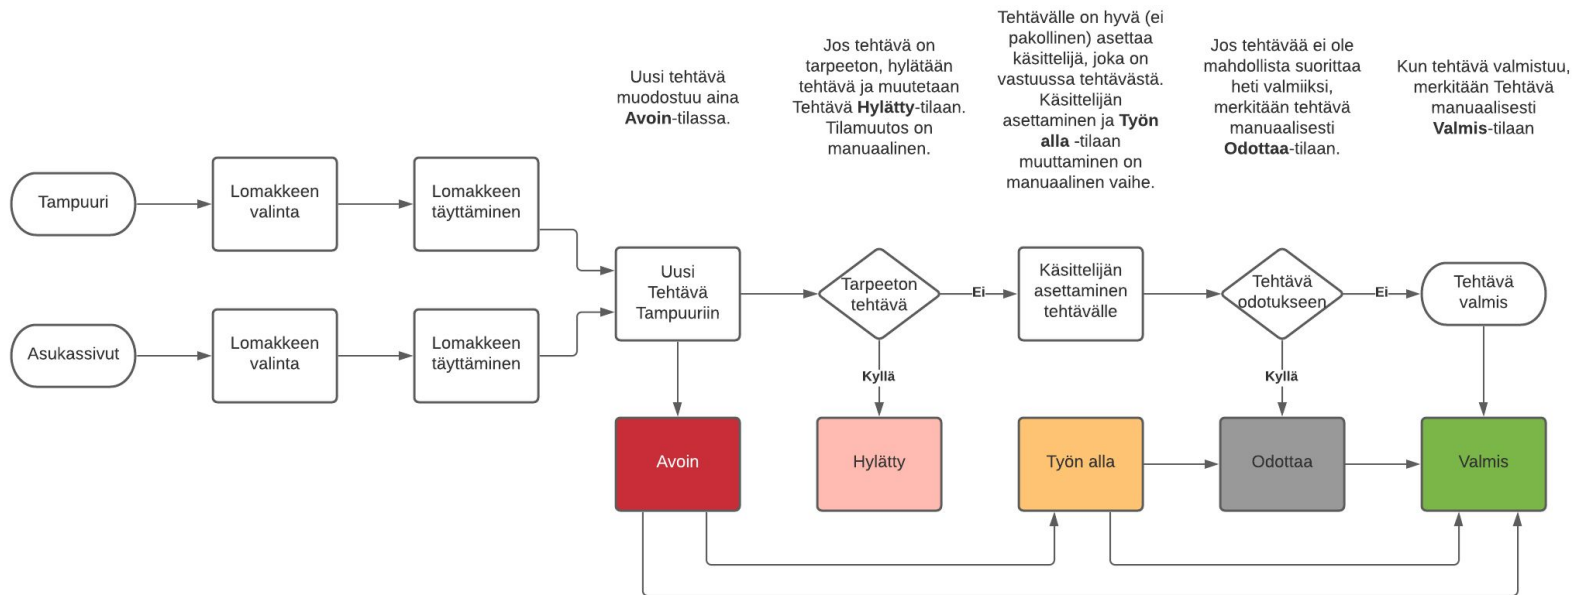 Uusi tehtävä
muodostuu aina
Avoin-tilassa.
Jos tehtävä on
tarpeeton, hylätään
tehtävä ja muutetaan
Tehtävä Hylätty-tilaan.
Tilamuutos on
manuaalinen.
Tehtävälle on hyvä (ei
pakollinen) asettaa
käsittelijä, joka on
vastuussa tehtävästä.
Käsittelijän
asettaminen ja Työn
alla -tilaan
muuttaminen on
manuaalinen vaihe.
Jos tehtävää ei ole
mahdollista suorittaa
heti valmiiksi,
merkitään tehtävä
manuaalisesti
Odottaa-tilaan.
Kun tehtävä valmistuu,
merkitään Tehtävä
manuaalisesti
Valmis-tilaan
Tampuuri
Lomakkeen
valinta
Lomakkeen
täyttäminen
Asukassivut
Lomakkeen
valinta
Lomakkeen
täyttäminen
Uusi
Tehtävä
Tampuuriin
Tarpeeton
tehtävä
Ei
Käsittelijän
asettaminen
tehtävälle
Tehtävä
odotukseen
Ei
Tehtävä
valmis
Kyllä
Kyllä
Avoin
Hylätty
Työn alla
Odottaa
Valmis